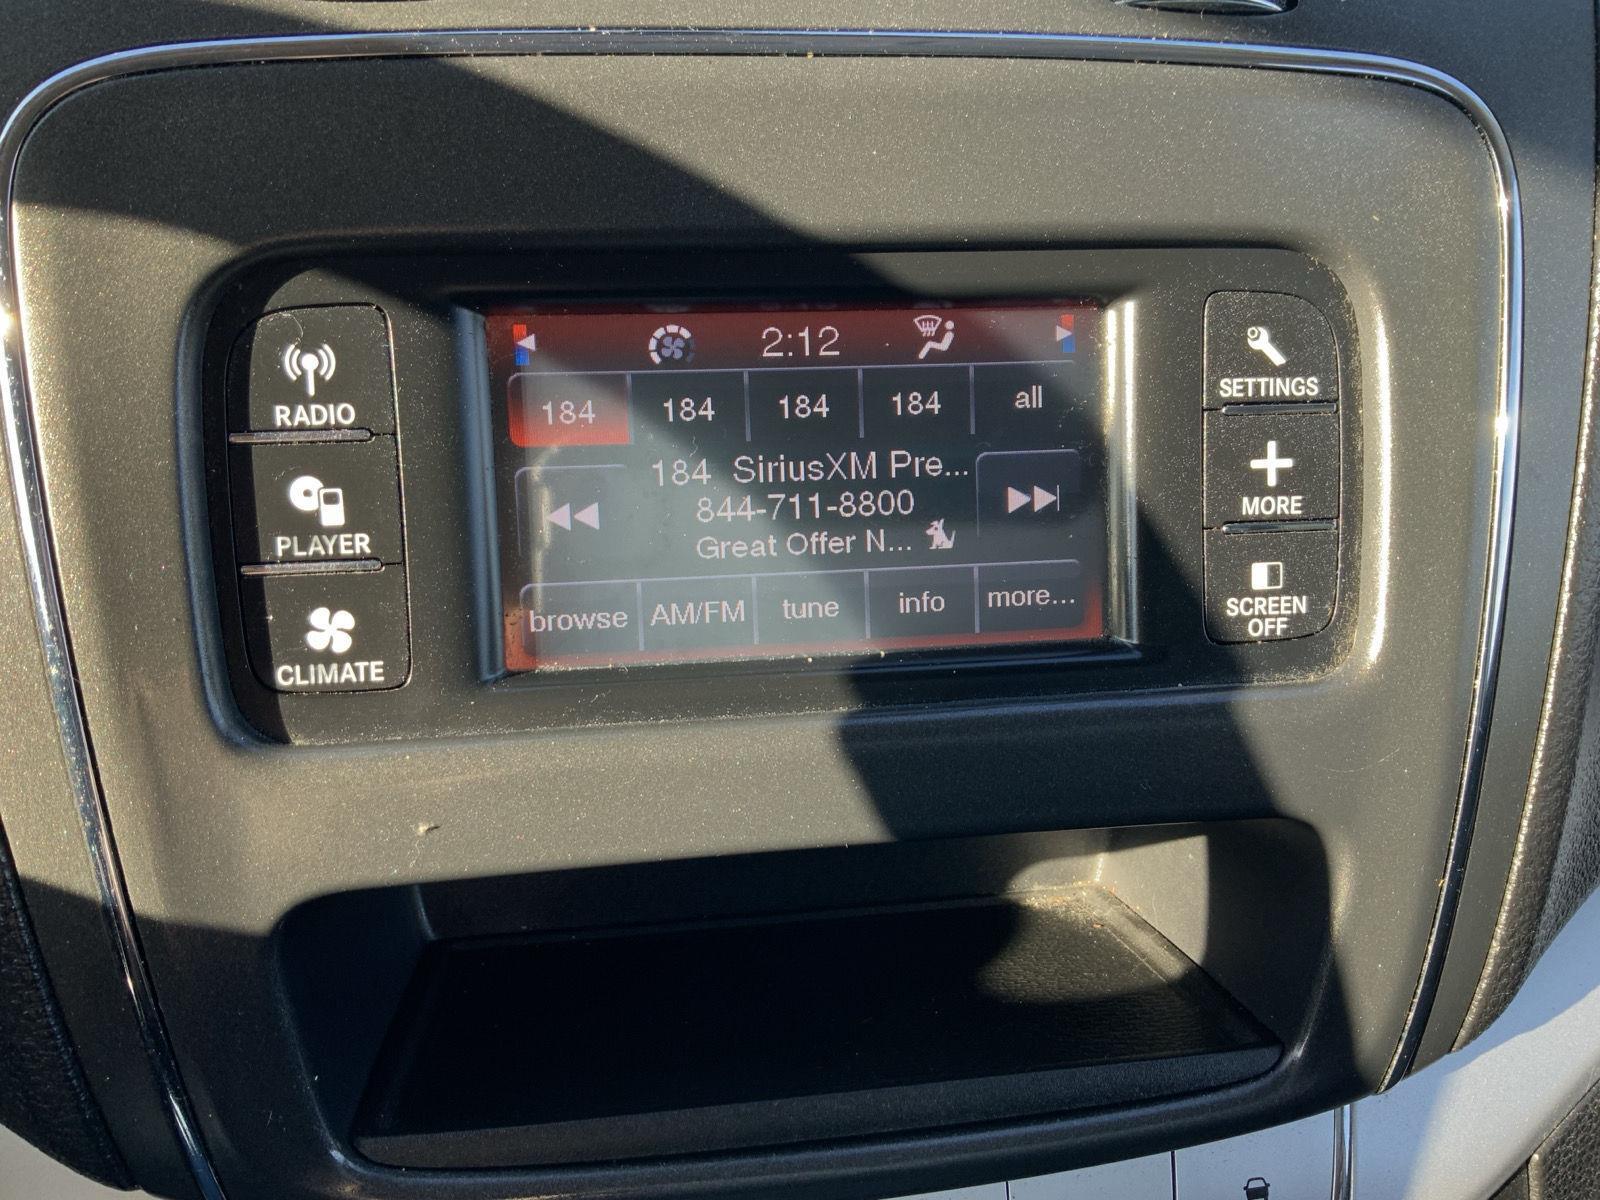 2:12
184 184 184 184 all
184 SiriusXM Pre...
844-711-8800
Great Offer N...
browse AM/FM tune info more...
RADIO
PLAYER
CLIMATE
SETTINGS
MORE
SCREEN
OFF